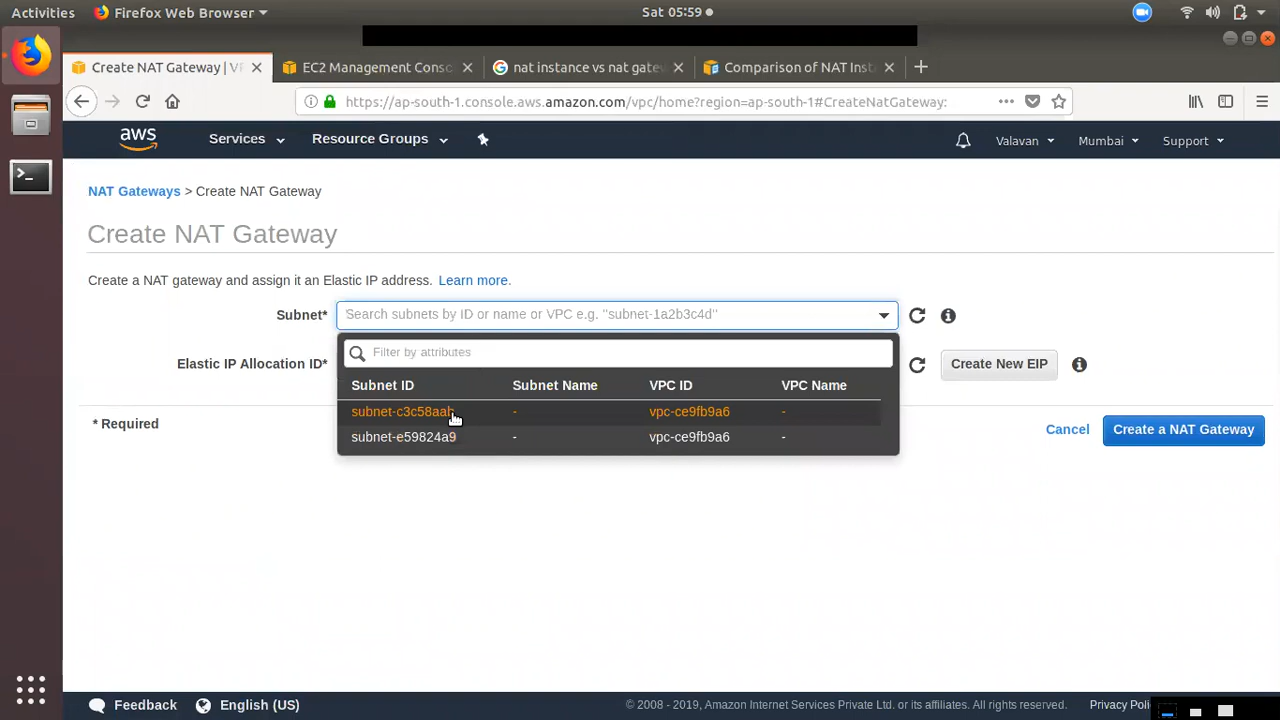 Activities Firefox Web Browser Sat 05:59
Create NAT Gateway | VP EC2 Management Conso nat instance vs nat gatew Comparison of NAT Inst
https://ap-south-1.console.aws.amazon.com/vpc/home?region=ap-south-1#CreateNatGateway:
aws Services Resource Groups Valavan Mumbai Support
NAT Gateways > Create NAT Gateway
Create NAT Gateway
Create a NAT gateway and assign it an Elastic IP address. Learn more.
Subnet* Search subnets by ID or name or VPC e.g. "subnet-1a2b3c4d"
Filter by attributes
Elastic IP Allocation ID* Create New EIP
Subnet ID Subnet Name VPC ID VPC Name
subnet-c3c58aab - vpc-ce9fb9a6 -
subnet-e59824a9 - vpc-ce9fb9a6 -
* Required Cancel Create a NAT Gateway
Feedback English (US) © 2008 - 2019, Amazon Internet Services Private Ltd. or its affiliates. All rights reserved. Privacy Poli